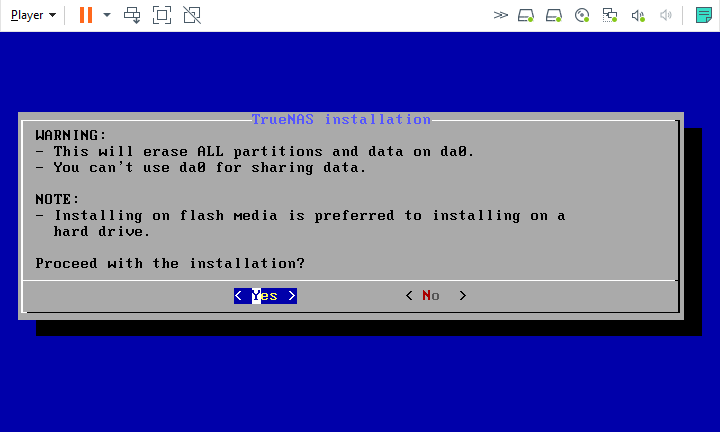 Player
TrueNAS installation
WARNING:
- This will erase ALL partitions and data on da0.
- You can't use da0 for sharing data.
NOTE:
- Installing on flash media is preferred to installing on a
hard drive.
Proceed with the installation?
< Yes > < No >